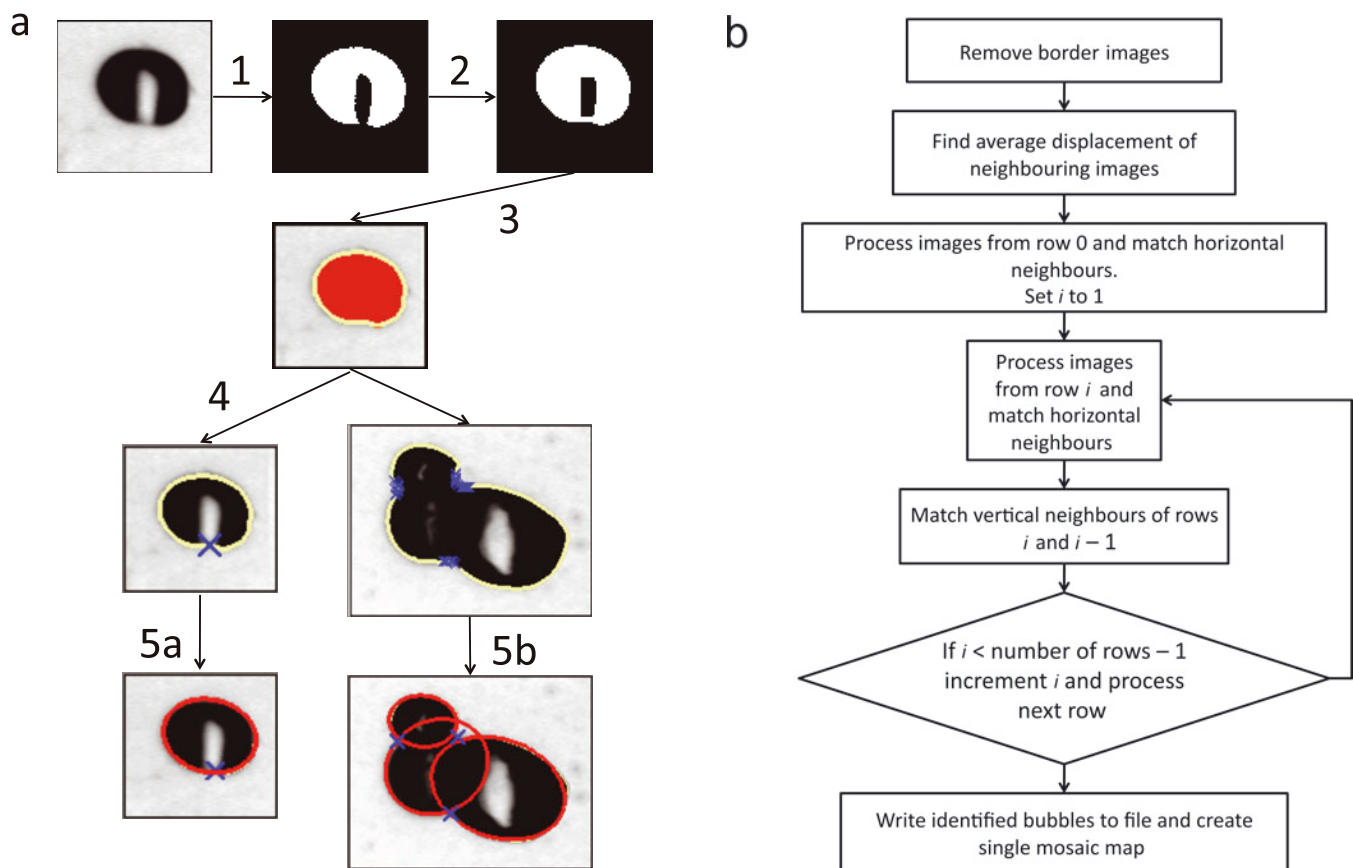 a
1
2
3
4
5a
5b
b
Remove border images
Find average displacement of
neighbouring images
Process images from row 0 and match horizontal
neighbours.
Set i to 1
Process images
from row i and
match horizontal
neighbours
Match vertical neighbours of rows
i and i – 1
If i < number of rows – 1
increment i and process
next row
Write identified bubbles to file and create
single mosaic map